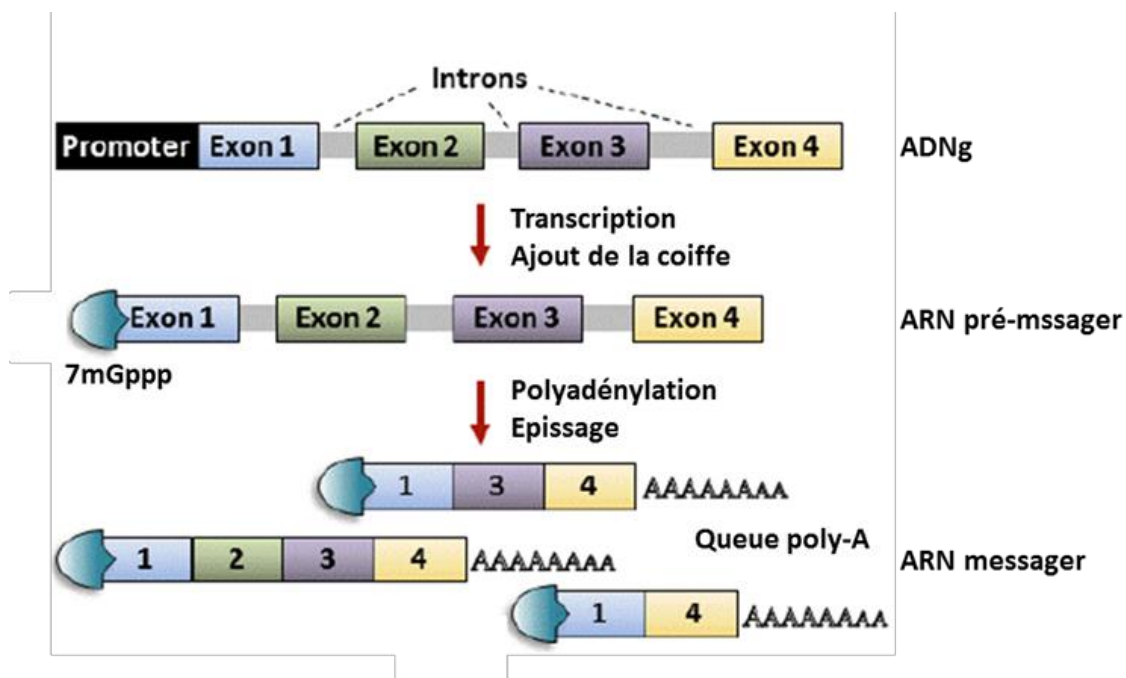 Introns
Promoter Exon 1 Exon 2 Exon 3 Exon 4 ADNg
Transcription
Ajout de la coiffe
Exon 1 Exon 2 Exon 3 Exon 4 ARN pré-mssager
7mGppp
Polyadénylation
Epissage
1 3 4 AAAAAAAA
Queue poly-A
1 2 3 4 AAAAAAAA ARN messager
1 4 AAAAAAAA